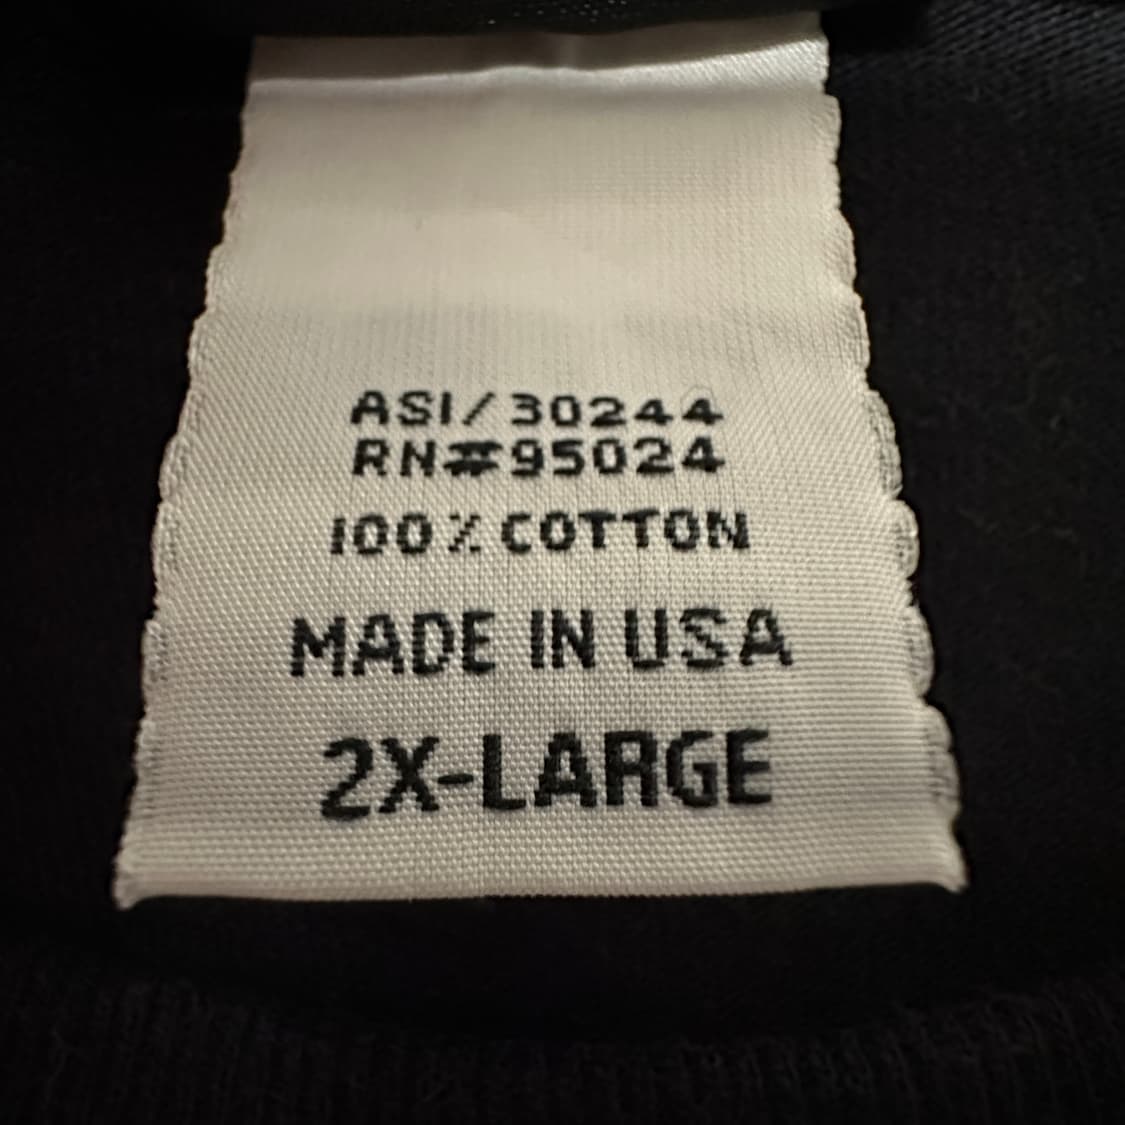 ASI/30244
RN#95024
100% COTTON
MADE IN USA
2X-LARGE